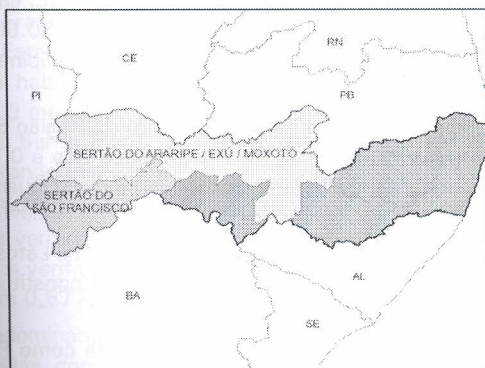 RN
CE
PI
PB
SERTÃO DO ARARIPE / EXÚ / MOXOTÓ
SERTÃO DO
SÃO FRANCISCO
AL
BA
SE